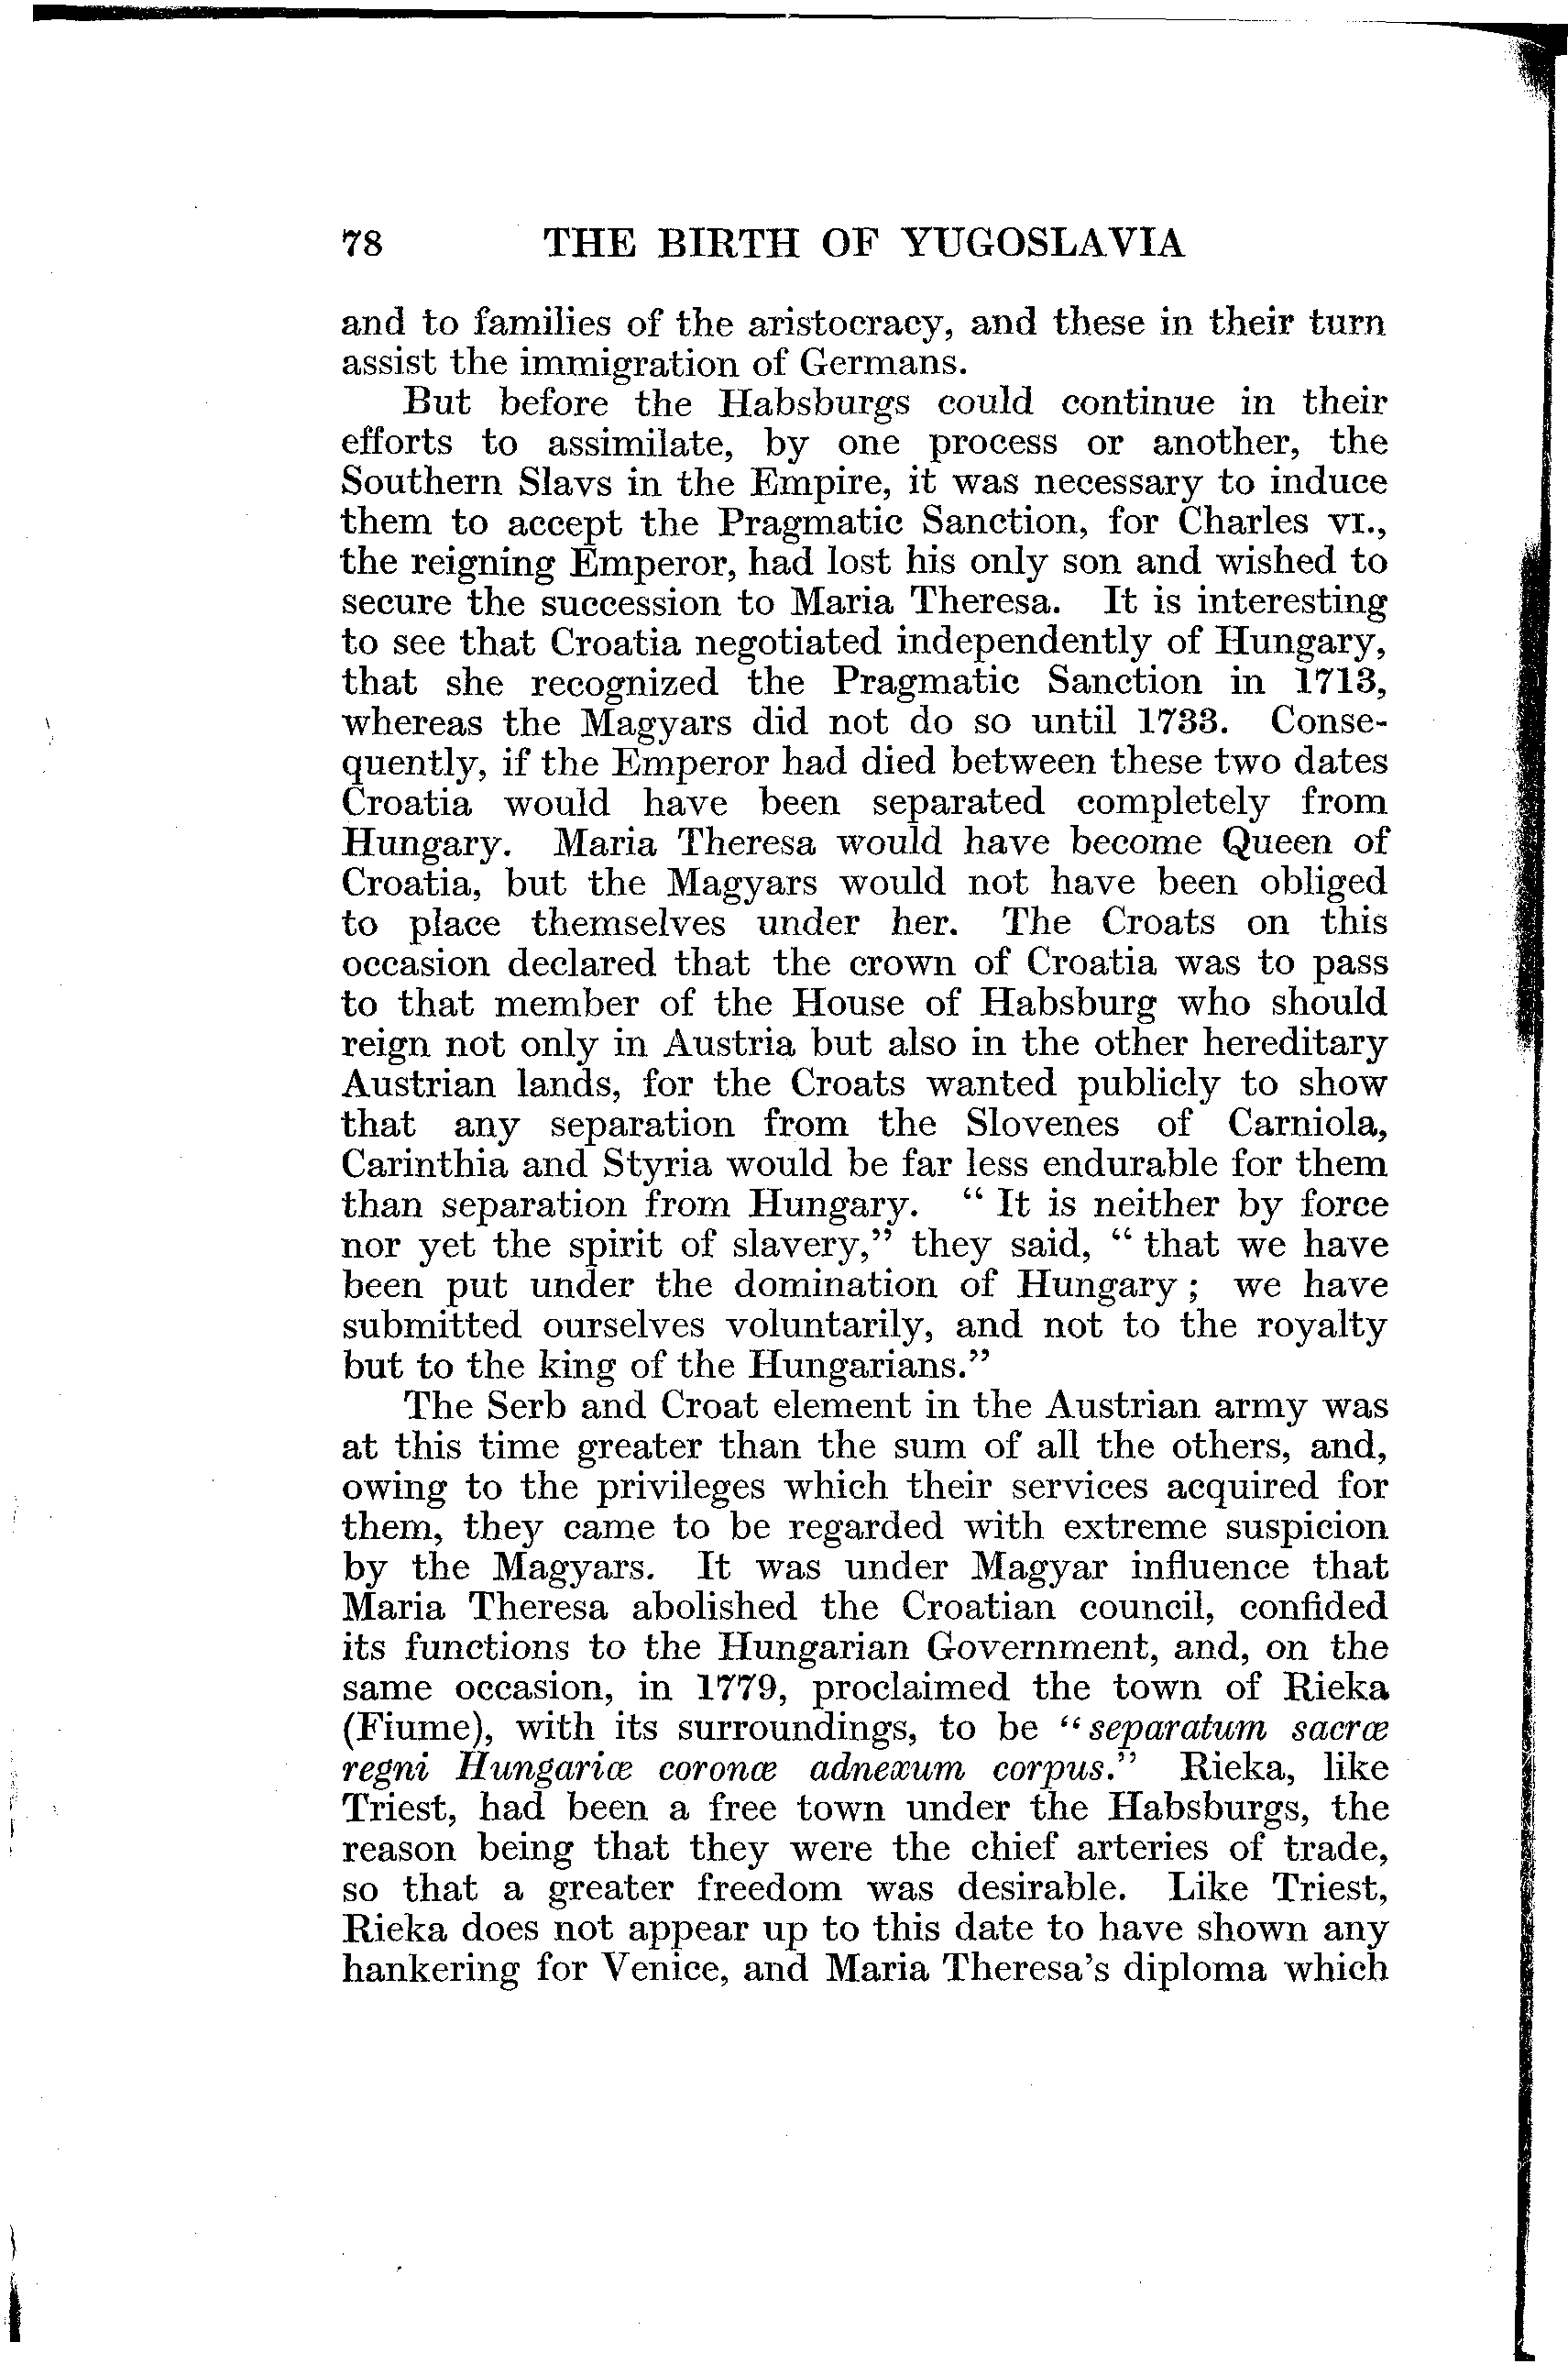 78 THE BIRTH OF YUGOSLAVIA
and to families of the aristocracy, and these in their turn
assist the immigration of Germans.
But before the Habsburgs could continue in their
efforts to assimilate, by one process or another, the
Southern Slavs in the Empire, it was necessary to induce
them to accept the Pragmatic Sanction, for Charles VI.,
the reigning Emperor, had lost his only son and wished to
secure the succession to Maria Theresa. It is interesting
to see that Croatia negotiated independently of Hungary,
that she recognized the Pragmatic Sanction in 1713,
whereas the Magyars did not do so until 1733. Conse-
quently, if the Emperor had died between these two dates
Croatia would have been separated completely from
Hungary. Maria Theresa would have become Queen of
Croatia, but the Magyars would not have been obliged
to place themselves under her. The Croats on this
occasion declared that the crown of Croatia was to pass
to that member of the House of Habsburg who should
reign not only in Austria but also in the other hereditary
Austrian lands, for the Croats wanted publicly to show
that any separation from the Slovenes of Carniola,
Carinthia and Styria would be far less endurable for them
than separation from Hungary. “ It is neither by force
nor yet the spirit of slavery,” they said, “ that we have
been put under the domination of Hungary ; we have
submitted ourselves voluntarily, and not to the royalty
but to the king of the Hungarians.”
The Serb and Croat element in the Austrian army was
at this time greater than the sum of all the others, and,
owing to the privileges which their services acquired for
them, they came to be regarded with extreme suspicion
by the Magyars. It was under Magyar influence that
Maria Theresa abolished the Croatian council, confided
its functions to the Hungarian Government, and, on the
same occasion, in 1779, proclaimed the town of Rieka
(Fiume), with its surroundings, to be “ separatum sacræ
regni Hungariæ coronæ adnexum corpus.” Rieka, like
Triest, had been a free town under the Habsburgs, the
reason being that they were the chief arteries of trade,
so that a greater freedom was desirable. Like Triest,
Rieka does not appear up to this date to have shown any
hankering for Venice, and Maria Theresa’s diploma which